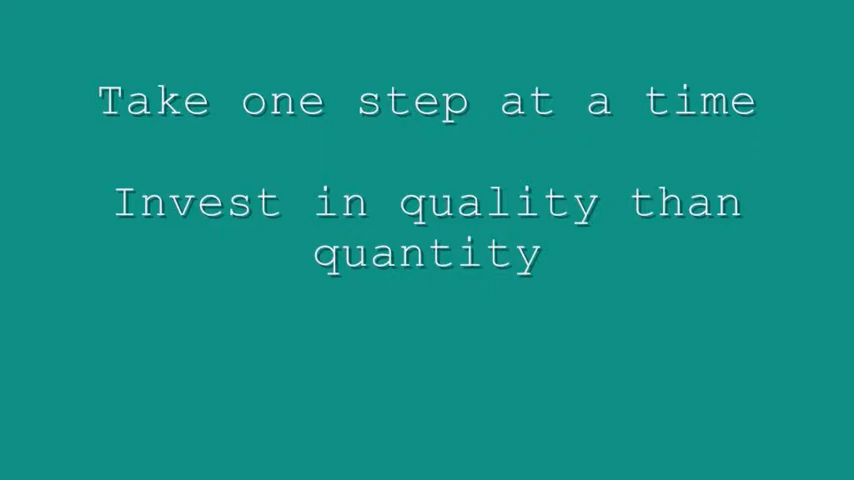 Take one step at a time
Invest in quality than
quantity